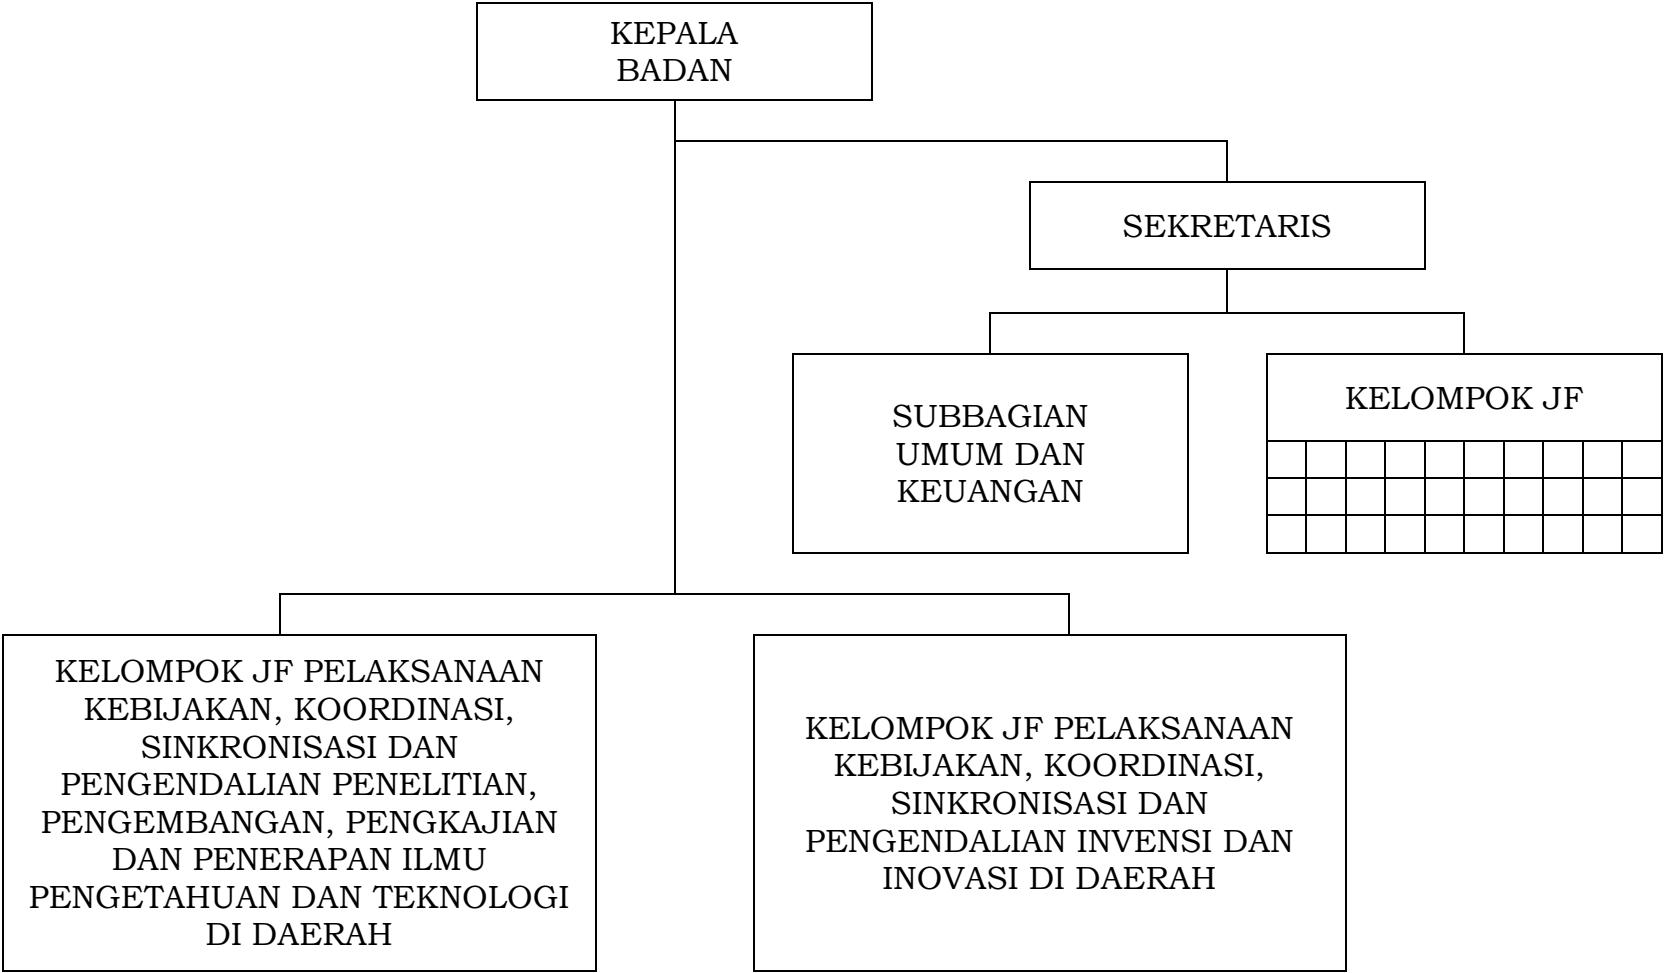 KEPALA
BADAN
SEKRETARIS
SUBBAGIAN
UMUM DAN
KEUANGAN
KELOMPOK JF
KELOMPOK JF PELAKSANAAN
KEBIJAKAN, KOORDINASI,
SINKRONISASI DAN
PENGENDALIAN PENELITIAN,
PENGEMBANGAN, PENGKAJIAN
DAN PENERAPAN ILMU
PENGETAHUAN DAN TEKNOLOGI
DI DAERAH
KELOMPOK JF PELAKSANAAN
KEBIJAKAN, KOORDINASI,
SINKRONISASI DAN
PENGENDALIAN INVENSI DAN
INOVASI DI DAERAH